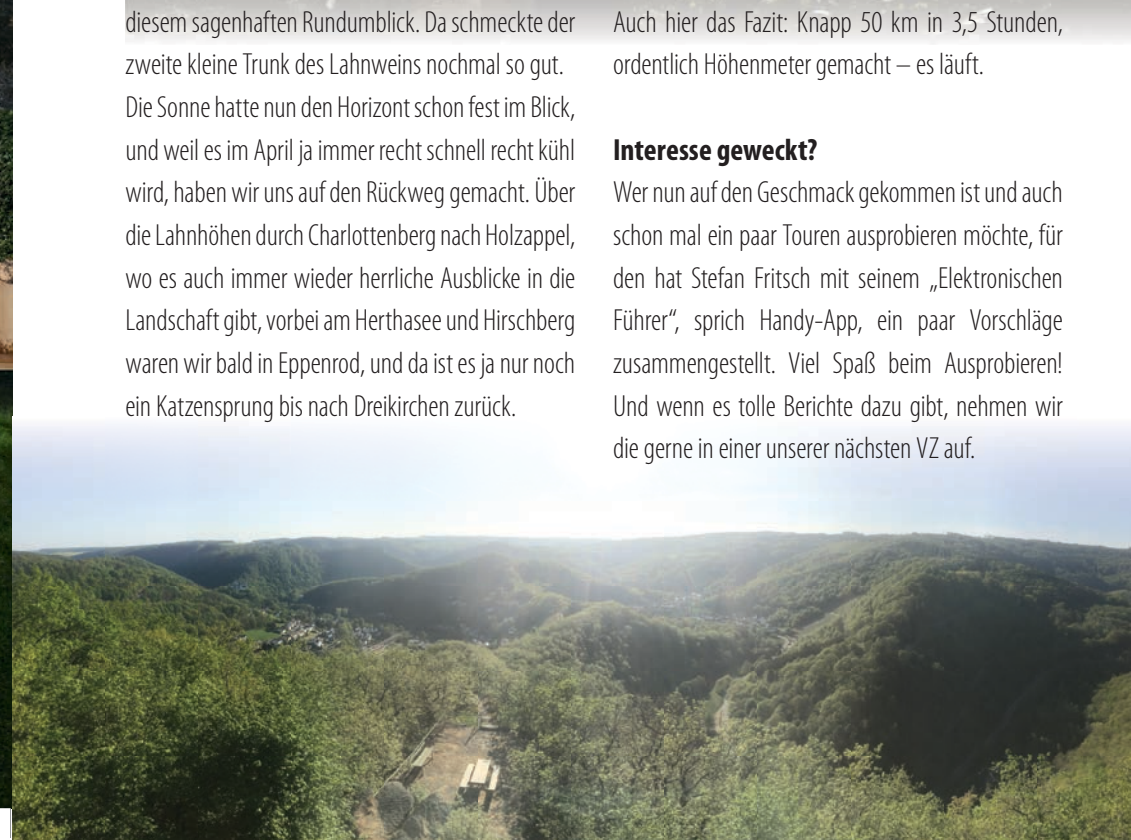 diesem sagenhaften Rundumblick. Da schmeckte der
zweite kleine Trunk des Lahnweins nochmal so gut.
Die Sonne hatte nun den Horizont schon fest im Blick,
und weil es im April ja immer recht schnell recht kühl
wird, haben wir uns auf den Rückweg gemacht. Über
die Lahnhöhen durch Charlottenberg nach Holzappel,
wo es auch immer wieder herrliche Ausblicke in die
Landschaft gibt, vorbei am Herthasee und Hirschberg
waren wir bald in Eppenrod, und da ist es ja nur noch
ein Katzensprung bis nach Dreikirchen zurück.
Auch hier das Fazit: Knapp 50 km in 3,5 Stunden,
ordentlich Höhenmeter gemacht – es läuft.
Interesse geweckt?
Wer nun auf den Geschmack gekommen ist und auch
schon mal ein paar Touren ausprobieren möchte, für
den hat Stefan Fritsch mit seinem „Elektronischen
Führer“, sprich Handy-App, ein paar Vorschläge
zusammengestellt. Viel Spaß beim Ausprobieren!
Und wenn es tolle Berichte dazu gibt, nehmen wir
die gerne in einer unserer nächsten VZ auf.